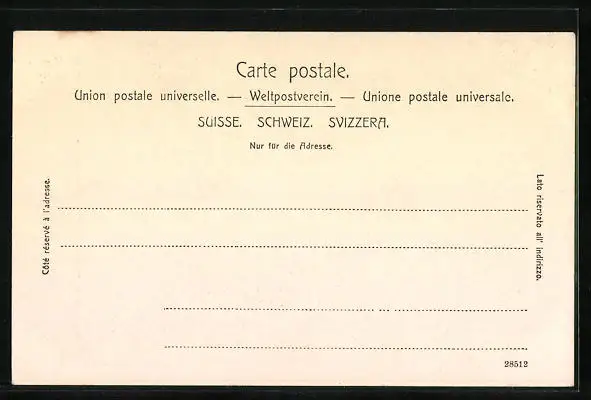 Carte postale.
Union postale universelle. — Weltpostverein. — Unione postale universale.
SUISSE. SCHWEIZ. SVIZZERA.
Nur für die Adresse.
Côté réservé à l'adresse.
Lato riservato all' indirizzo.
28512